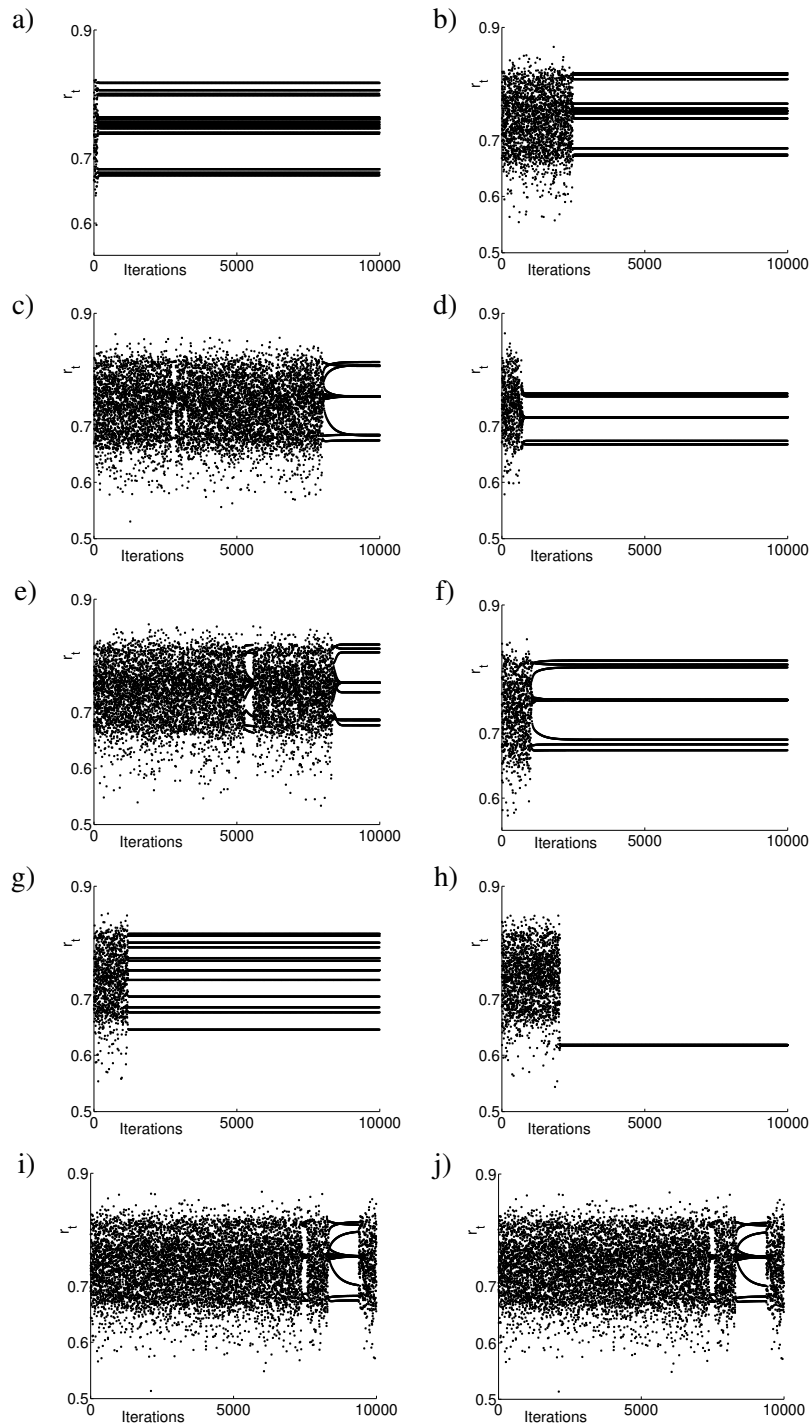 a)
0.9
r_t
0.7
0.6
0
Iterations
5000
10000
b)
0.9
r_t
0.7
0.6
0.5
0
Iterations
5000
10000
c)
0.9
r_t
0.7
0.6
0.5
0
Iterations
5000
10000
d)
0.9
r_t
0.7
0.6
0.5
0
Iterations
5000
10000
e)
0.9
r_t
0.7
0.6
0.5
0
Iterations
5000
10000
f)
0.9
r_t
0.7
0.6
0
Iterations
5000
10000
g)
0.9
r_t
0.7
0.6
0.5
0
Iterations
5000
10000
h)
0.9
r_t
0.7
0.6
0.5
0
Iterations
5000
10000
i)
0.9
r_t
0.7
0.6
0.5
0
Iterations
5000
10000
j)
0.9
r_t
0.7
0.6
0.5
0
Iterations
5000
10000